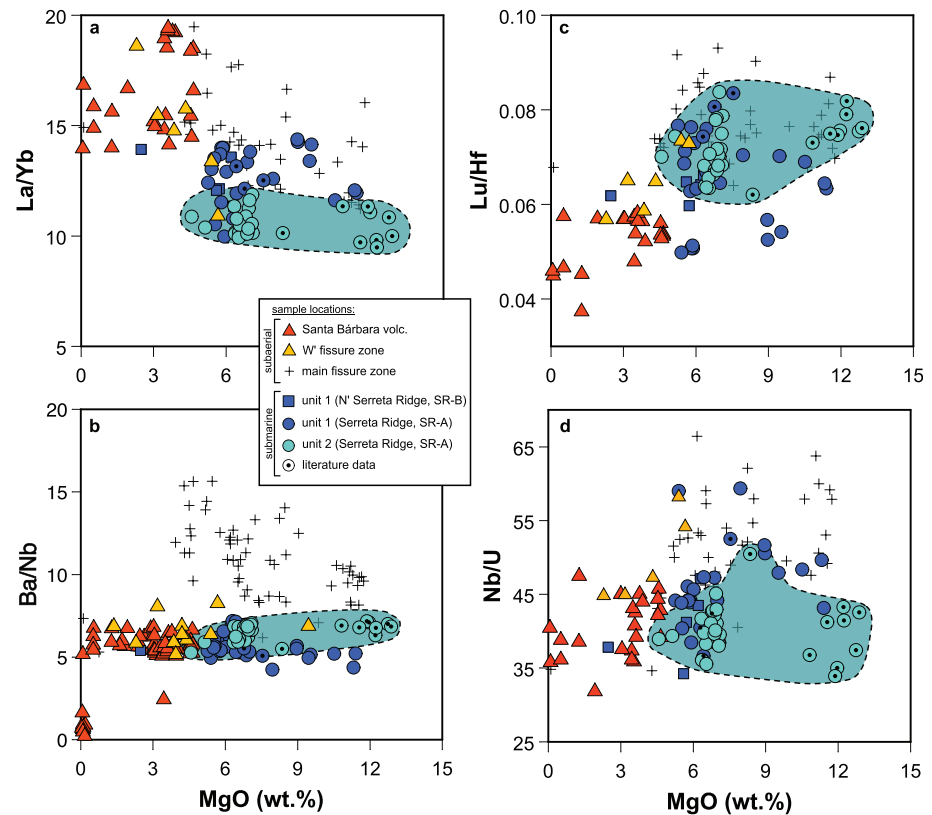 a
20
15
10
5
La/Yb
0
3
6
9
12
15
c
0.10
0.08
0.06
0.04
Lu/Hf
0
3
6
9
12
15
sample locations:
subaerial
Santa Bárbara volc.
W' fissure zone
main fissure zone
submarine
unit 1 (N' Serreta Ridge, SR-B)
unit 1 (Serreta Ridge, SR-A)
unit 2 (Serreta Ridge, SR-A)
literature data
b
20
15
10
5
0
Ba/Nb
0
3
6
9
12
15
MgO (wt.%)
d
65
55
45
35
25
Nb/U
0
3
6
9
12
15
MgO (wt.%)